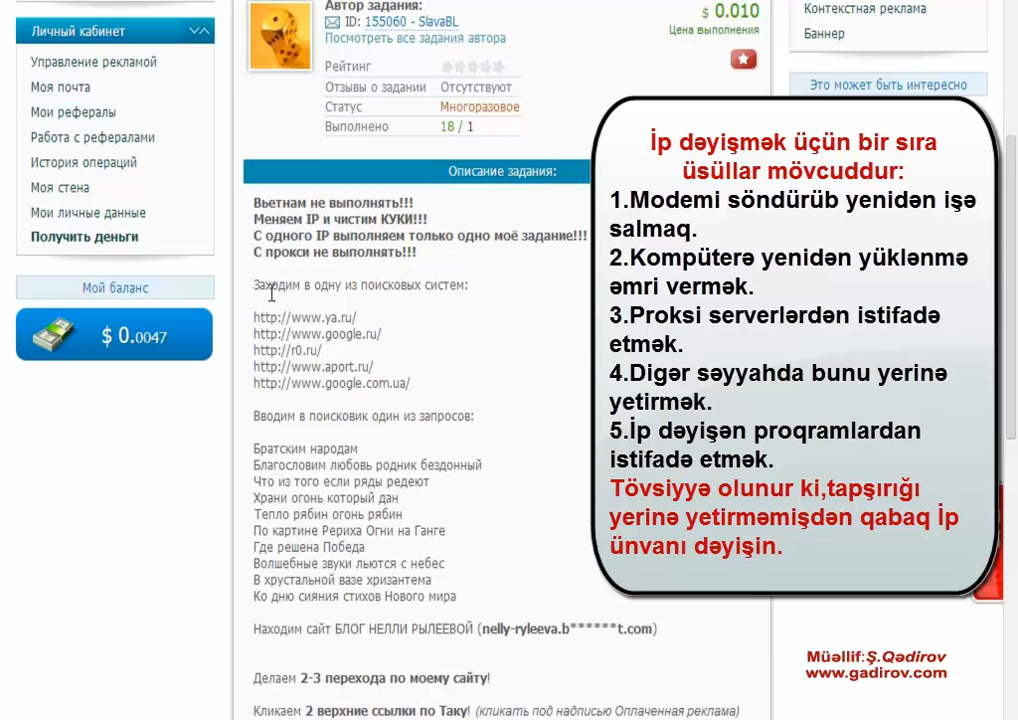 Личный кабинет
Управление рекламой
Моя почта
Мои рефералы
Работа с рефералами
История операций
Моя стена
Мои личные данные
Получить деньги
Мой баланс
$ 0.0047
Автор задания:
ID: 155060 - SlavaBL
Посмотреть все задания автора
Рейтинг
Отзывы о задании Отсутствуют
Статус Многоразовое
Выполнено 18 / 1
$ 0.010
Цена выполнения
Описание задания:
Вьетнам не выполнять!!!
Меняем IP и чистим КУКИ!!!
С одного IP выполняем только одно моё задание!!!
С прокси не выполнять!!!
Заходим в одну из поисковых систем:
http://www.ya.ru/
http://www.google.ru/
http://r0.ru/
http://www.aport.ru/
http://www.google.com.ua/
Вводим в поисковик один из запросов:
Братским народам
Благословим любовь родник бездонный
Что из того если ряды редеют
Храни огонь который дан
Тепло рябин огонь рябин
По картине Рериха Огни на Ганге
Где решена Победа
Волшебные звуки льются с небес
В хрустальной вазе хризантема
Ко дню сияния стихов Нового мира
Находим сайт БЛОГ НЕЛЛИ РЫЛЕЕВОЙ (nelly-ryleeva.b******t.com)
Делаем 2-3 перехода по моему сайту!
Кликаем 2 верхние ссылки по Таку! (кликать под надписью Оплаченная реклама)
Контекстная реклама
Баннер
Это может быть интересно
İp dəyişmək üçün bir sıra
üsüllar mövcuddur:
1.Modemi söndürüb yenidən işə
salmaq.
2.Kompüterə yenidən yüklənmə
əmri vermək.
3.Proksi serverlərdən istifadə
etmək.
4.Digər səyyahda bunu yerinə
yetirmək.
5.İp dəyişən proqramlardan
istifadə etmək.
Tövsiyyə olunur ki,tapşırığı
yerinə yetirməmişdən qabaq İp
ünvanı dəyişin.
Müəllif:Ş.Qədirov
www.gadirov.com